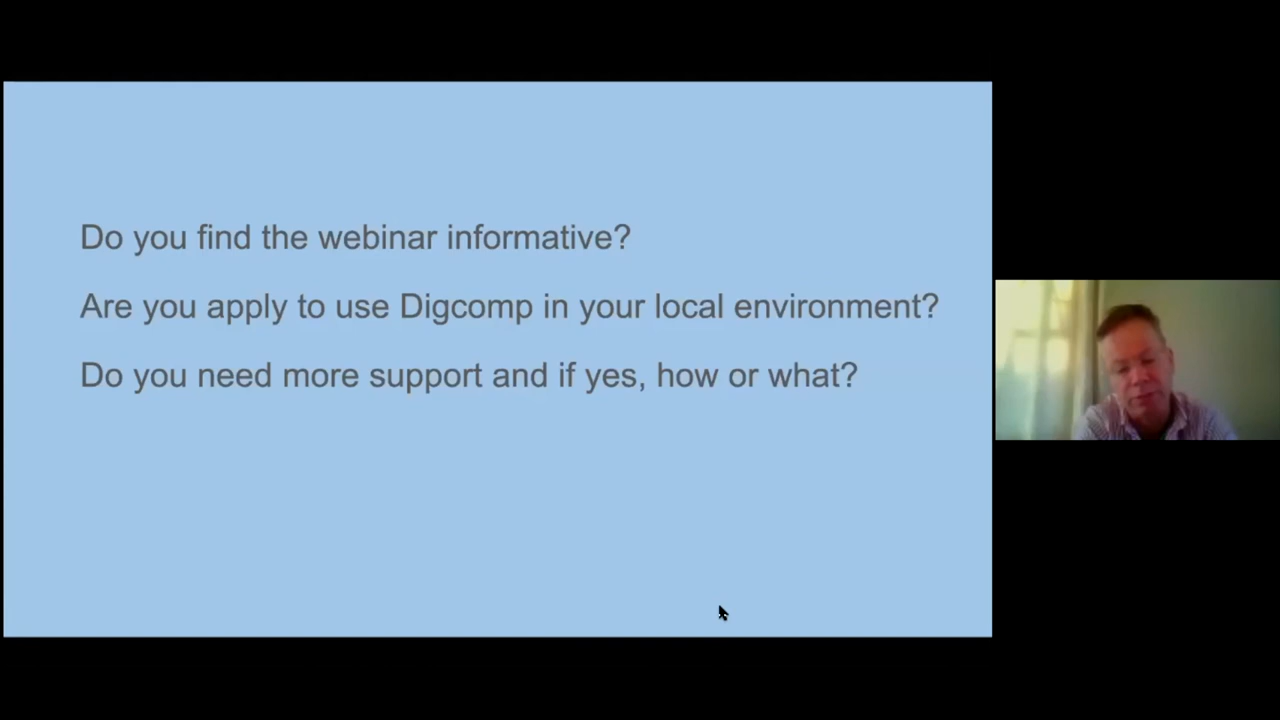 Do you find the webinar informative?
Are you apply to use Digcomp in your local environment?
Do you need more support and if yes, how or what?